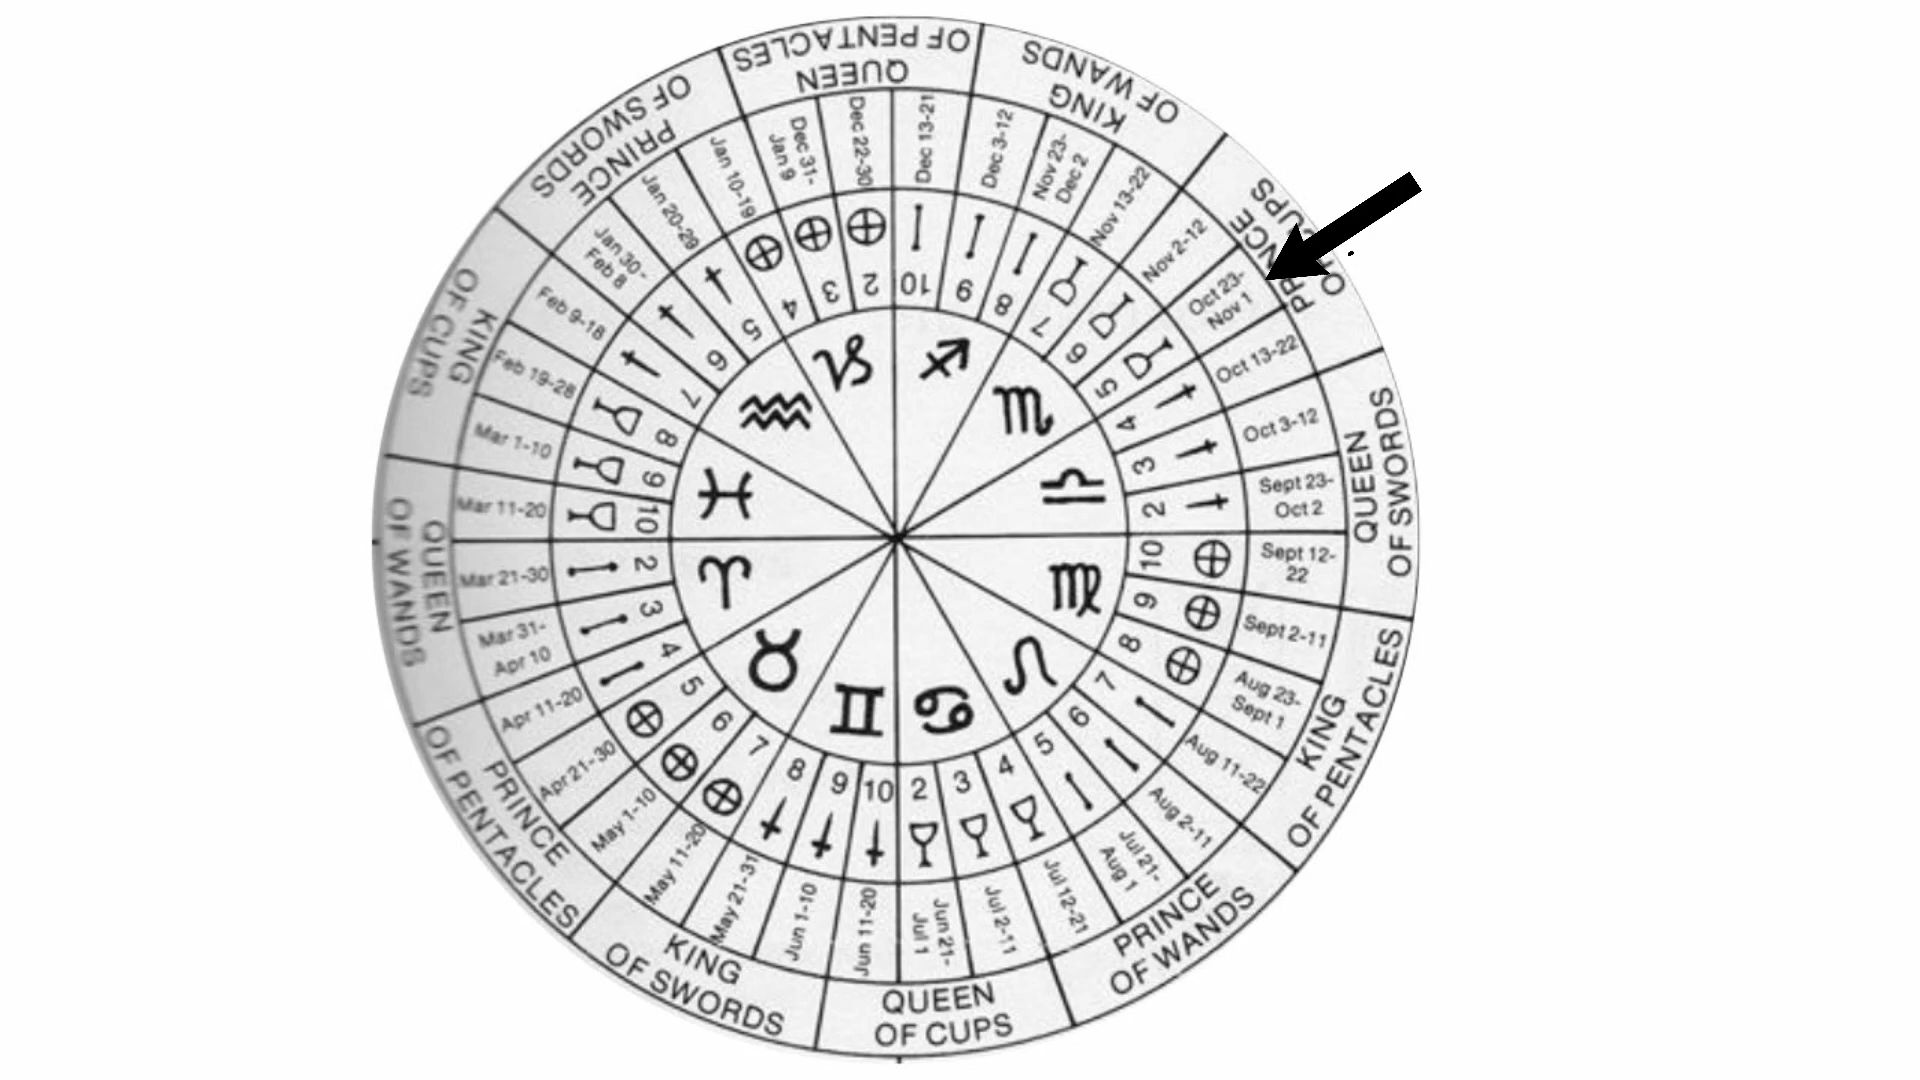 QUEEN
OF PENTACLES
KING
OF WANDS
PRINCE
OF CUPS
QUEEN
OF SWORDS
KING
OF PENTACLES
PRINCE
OF WANDS
QUEEN
OF CUPS
KING
OF SWORDS
PRINCE
OF PENTACLES
QUEEN
OF WANDS
KING
OF CUPS
PRINCE
OF SWORDS
Dec 22-30
Dec 13-21
Dec 3-12
Nov 23-
Dec 2
Nov 13-22
Nov 2-12
Oct 23-
Nov 1
Oct 13-22
Oct 3-12
Sept 23-
Oct 2
Sept 12-
22
Sept 2-11
Aug 23-
Sept 1
Aug 11-22
Aug 2-11
Jul 21-
Aug 1
Jul 12-21
Jul 2-11
Jun 21-
Jul 1
Jun 11-20
Jun 1-10
May 21-31
May 11-20
May 1-10
Apr 21-30
Apr 11-20
Mar 31-
Apr 10
Mar 21-30
Mar 11-20
Mar 1-10
Feb 19-28
Feb 9-18
Jan 30-
Feb 8
Jan 20-29
Jan 10-19
Dec 31-
Jan 9
2
10
9
8
7
6
5
4
3
2
10
9
8
7
6
5
4
3
2
10
9
8
7
6
5
4
3
2
10
9
8
7
6
5
4
3